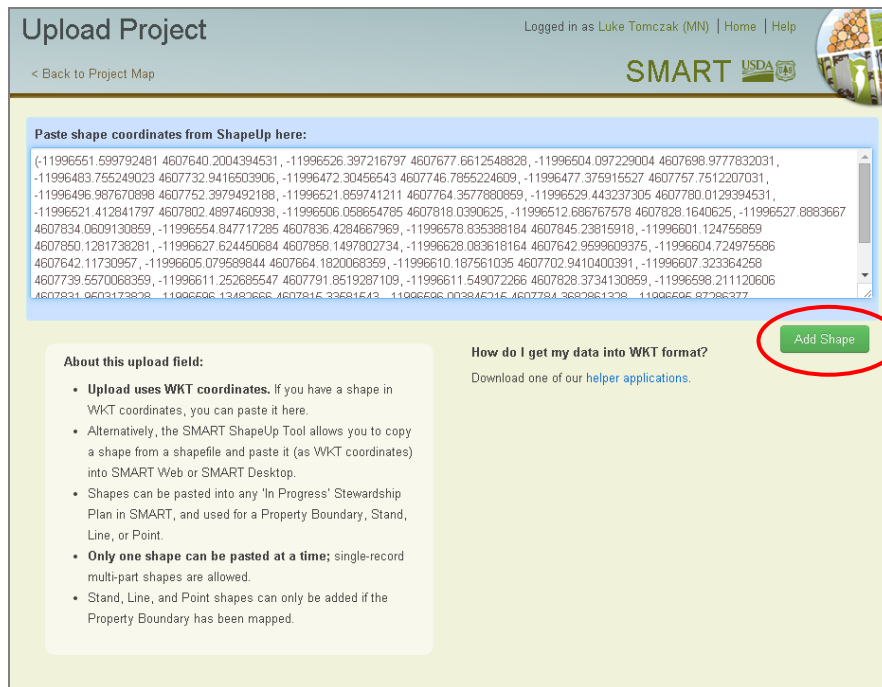 Upload Project
Logged in as Luke Tomczak (MN) | Home | Help
< Back to Project Map
SMART USDA
Paste shape coordinates from ShapeUp here:
(-11996551.599792481 4607640.2004394531, -11996526.397216797 4607677.6612548828, -11996504.097229004 4607698.9777832031,
-11996483.755249023 4607732.9416503906, -11996472.30456543 4607746.7855224609, -11996477.375915527 4607757.7512207031,
-11996496.987670898 4607752.3979492188, -11996521.859741211 4607764.3577880859, -11996529.443237305 4607780.0129394531,
-11996521.412841797 4607802.4897460938, -11996506.058654785 4607818.0390625, -11996512.686767578 4607828.1640625, -11996527.8883667
4607834.0609130859, -11996554.847717285 4607836.4284667969, -11996578.835388184 4607845.23815918, -11996601.124755859
4607850.1281738281, -11996627.624450684 4607858.1497802734, -11996628.083618164 4607642.9599609375, -11996604.724975586
4607642.11730957, -11996605.079589844 4607664.1820068359, -11996610.187561035 4607702.9410400391, -11996607.323364258
4607739.5570068359, -11996611.252685547 4607791.8519287109, -11996611.549072266 4607828.3734130859, -11996598.211120606
4607831.9503173828, -11996596.13482666 4607815.33581543, -11996596.003845215 4607784.3682861328, -11996595.87286377
Add Shape
About this upload field:
• Upload uses WKT coordinates. If you have a shape in
WKT coordinates, you can paste it here.
• Alternatively, the SMART ShapeUp Tool allows you to copy
a shape from a shapefile and paste it (as WKT coordinates)
into SMART Web or SMART Desktop.
• Shapes can be pasted into any 'In Progress' Stewardship
Plan in SMART, and used for a Property Boundary, Stand,
Line, or Point.
• Only one shape can be pasted at a time; single-record
multi-part shapes are allowed.
• Stand, Line, and Point shapes can only be added if the
Property Boundary has been mapped.
How do I get my data into WKT format?
Download one of our helper applications.